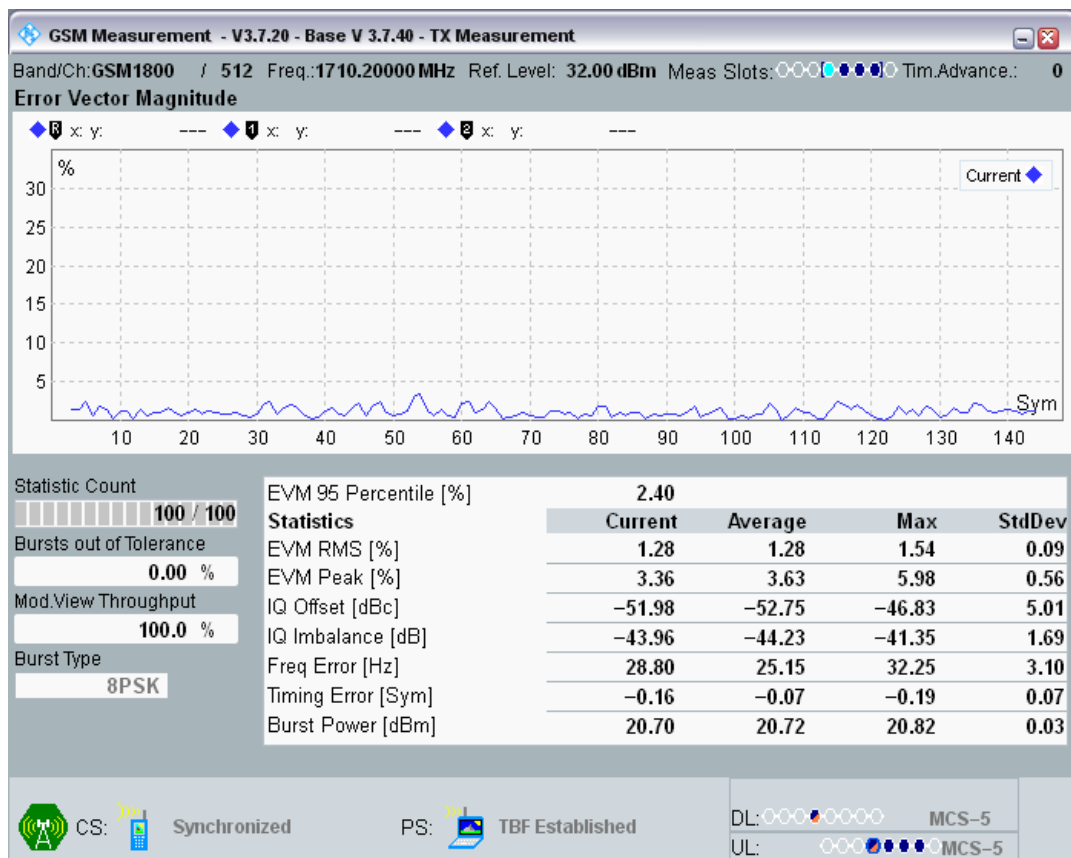 GSM Measurement - V3.7.20 - Base V 3.7.40 - TX Measurement
Band/Ch:GSM1800 / 512 Freq.:1710.20000 MHz Ref. Level: 32.00 dBm Meas Slots: Tim.Advance.: 0
Error Vector Magnitude
R x: y: --- 1 x: y: --- 2 x: y: ---
%
Current
30
25
20
15
10
5
Sym
10 20 30 40 50 60 70 80 90 100 110 120 130 140
Statistic Count
100 / 100
Bursts out of Tolerance
0.00 %
Mod.View Throughput
100.0 %
Burst Type
8PSK
EVM 95 Percentile [%] 2.40
Statistics Current Average Max StdDev
EVM RMS [%] 1.28 1.28 1.54 0.09
EVM Peak [%] 3.36 3.63 5.98 0.56
IQ Offset [dBc] −51.98 −52.75 −46.83 5.01
IQ Imbalance [dB] −43.96 −44.23 −41.35 1.69
Freq Error [Hz] 28.80 25.15 32.25 3.10
Timing Error [Sym] −0.16 −0.07 −0.19 0.07
Burst Power [dBm] 20.70 20.72 20.82 0.03
CS: Synchronized PS: TBF Established
DL: MCS−5
UL: MCS−5